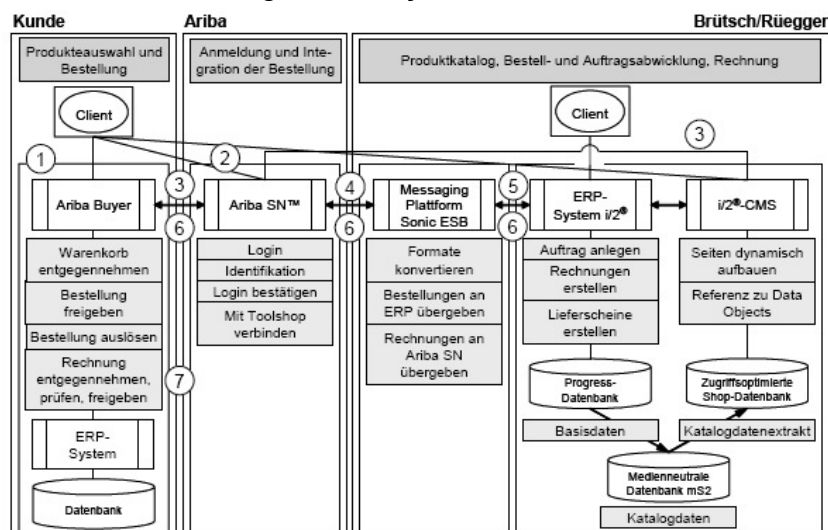 Kunde
Ariba
Brütsch/Rüegger
Produkteauswahl und
Bestellung
Anmeldung und Inte-
gration der Bestellung
Produktkatalog, Bestell- und Auftragsabwicklung, Rechnung
Client
Client
1
2
3
3
4
5
6
6
6
7
Ariba Buyer
Warenkorb
entgegennehmen
Bestellung
freigeben
Bestellung auslösen
Rechnung
entgegennehmen,
prüfen, freigeben
ERP-
System
Datenbank
Ariba SN™
Login
Identifikation
Login bestätigen
Mit Toolshop
verbinden
Messaging
Plattform
Sonic ESB
Formate
konvertieren
Bestellungen an
ERP übergeben
Rechnungen an
Ariba SN
übergeben
ERP-
System i/2®
Auftrag anlegen
Rechnungen
erstellen
Lieferscheine
erstellen
Progress-
Datenbank
Basisdaten
i/2®-CMS
Seiten dynamisch
aufbauen
Referenz zu Data
Objects
Zugriffsoptimierte
Shop-Datenbank
Katalogdatenextrakt
Medienneutrale
Datenbank mS2
Katalogdaten